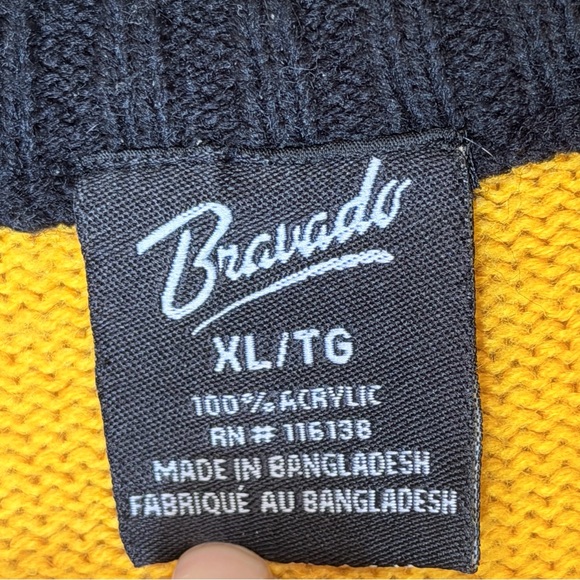 Bravado
XL/TG
100% ACRYLIC
RN # 116138
MADE IN BANGLADESH
FABRIQUÉ AU BANGLADESH